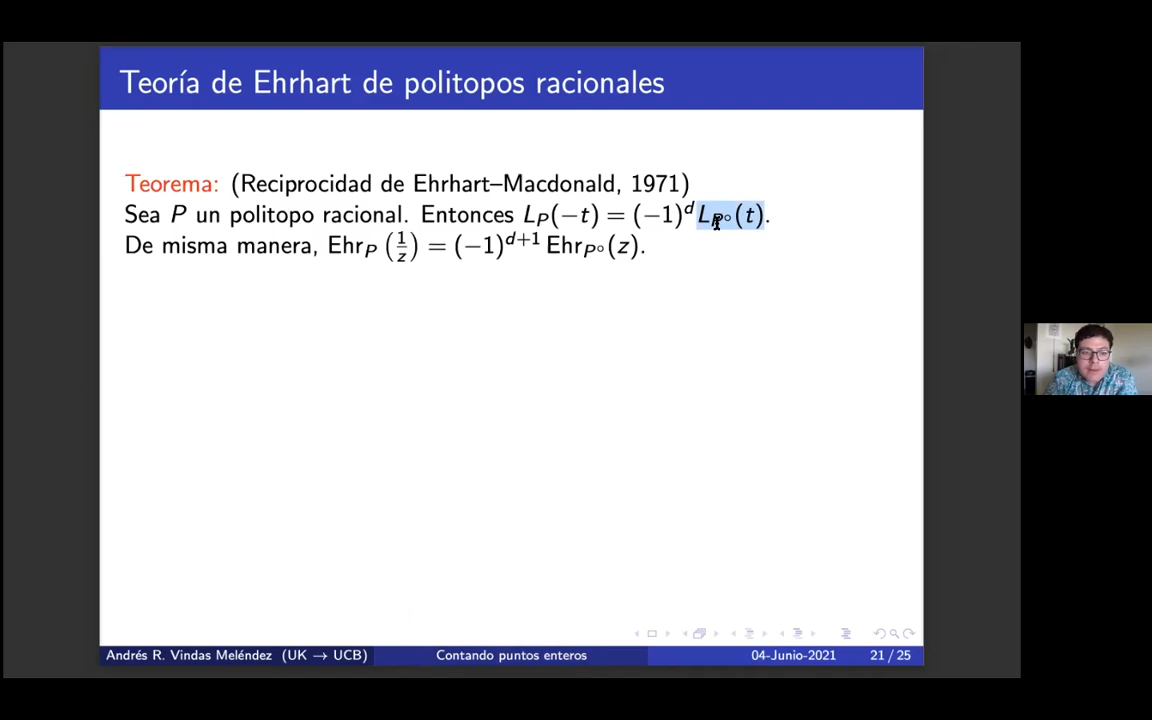 Teoría de Ehrhart de politopos racionales
Teorema: (Reciprocidad de Ehrhart–Macdonald, 1971)
Sea P un politopo racional. Entonces L_P(−t) = (−1)^d L_{P°}(t).
De misma manera, Ehr_P (1/z) = (−1)^{d+1} Ehr_{P°}(z).
Andrés R. Vindas Meléndez (UK → UCB) Contando puntos enteros 04-Junio-2021 21 / 25